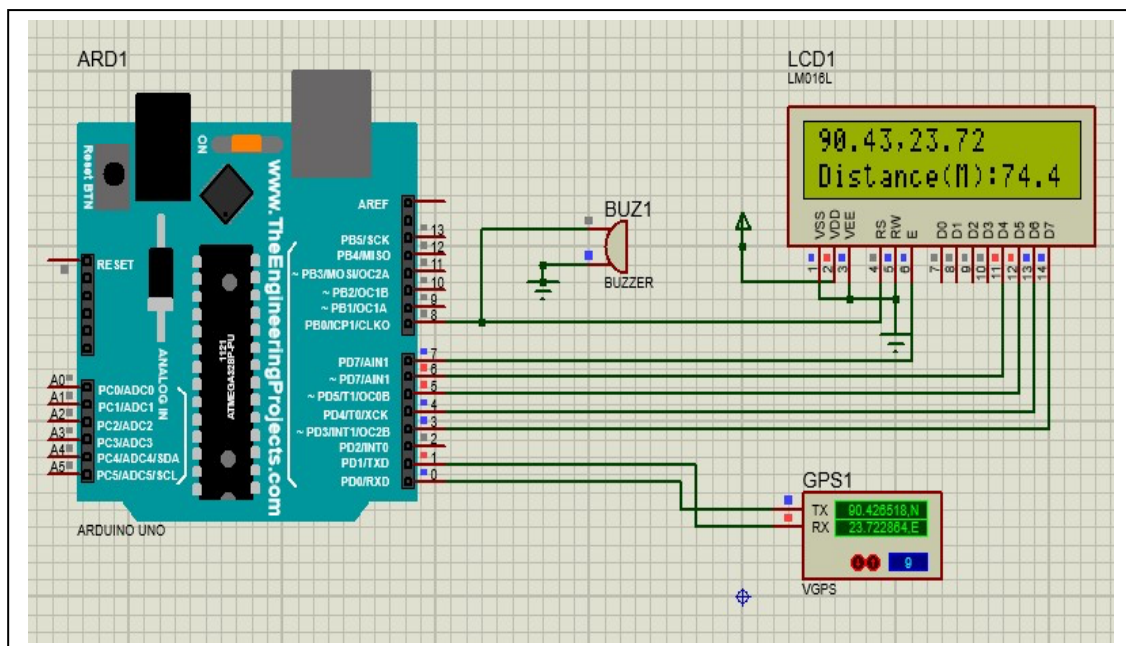 ARD1
ON
Reset BTN
www.TheEngineeringProjects.com
RESET
AREF
13
PB5/SCK
12
PB4/MISO
11
~ PB3/MOSI/OC2A
10
~ PB2/OC1B
9
~ PB1/OC1A
8
PB0/ICP1/CLKO
7
PD7/AIN1
6
~ PD7/AIN1
5
~ PD5/T1/OC0B
4
PD4/T0/XCK
3
~ PD3/INT1/OC2B
2
PD2/INT0
1
PD1/TXD
0
PD0/RXD
ANALOG IN
1121
ATMEGA328P-PU
A0
PC0/ADC0
A1
PC1/ADC1
A2
PC2/ADC2
A3
PC3/ADC3
A4
PC4/ADC4/SDA
A5
PC5/ADC5/SCL
ARDUINO UNO
BUZ1
BUZZER
LCD1
LM016L
90.43,23.72
Distance(M):74.4
VSS VDD VEE RS RW E D0 D1 D2 D3 D4 D5 D6 D7
1 2 3 4 5 6 7 8 9 10 11 12 13 14
GPS1
TX 90.426518,N
RX 23.722864,E
9
VGPS